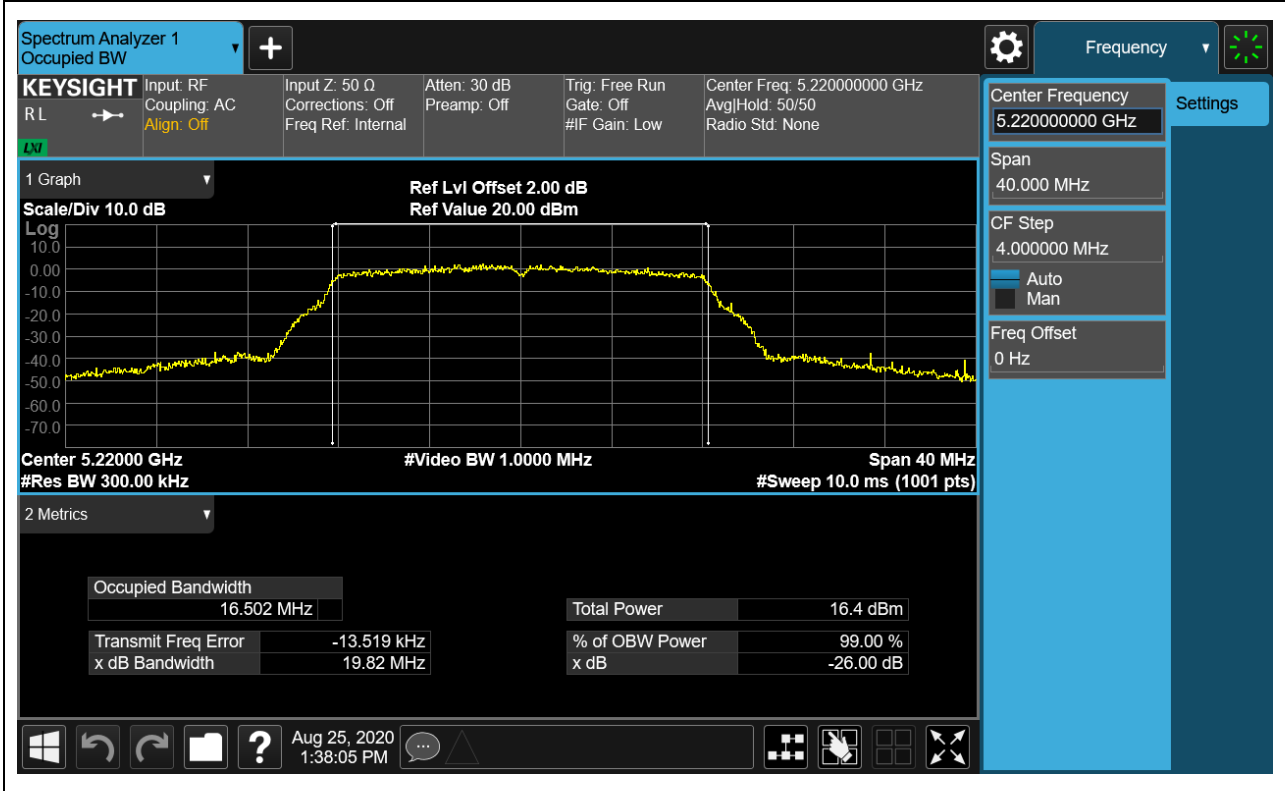 Spectrum Analyzer 1
Occupied BW
+
Frequency
KEYSIGHT
R L
LXI
Input: RF
Coupling: AC
Align: Off
Input Z: 50 Ω
Corrections: Off
Freq Ref: Internal
Atten: 30 dB
Preamp: Off
Trig: Free Run
Gate: Off
#IF Gain: Low
Center Freq: 5.220000000 GHz
Avg|Hold: 50/50
Radio Std: None
1 Graph
Scale/Div 10.0 dB
Ref Lvl Offset 2.00 dB
Ref Value 20.00 dBm
Log
10.0
0.00
-10.0
-20.0
-30.0
-40.0
-50.0
-60.0
-70.0
Center 5.22000 GHz
#Video BW 1.0000 MHz
Span 40 MHz
#Res BW 300.00 kHz
#Sweep 10.0 ms (1001 pts)
2 Metrics
Occupied Bandwidth
16.502 MHz
Total Power 16.4 dBm
Transmit Freq Error -13.519 kHz
% of OBW Power 99.00 %
x dB Bandwidth 19.82 MHz
x dB -26.00 dB
Center Frequency
5.220000000 GHz
Settings
Span
40.000 MHz
CF Step
4.000000 MHz
Auto
Man
Freq Offset
0 Hz
?
Aug 25, 2020
1:38:05 PM